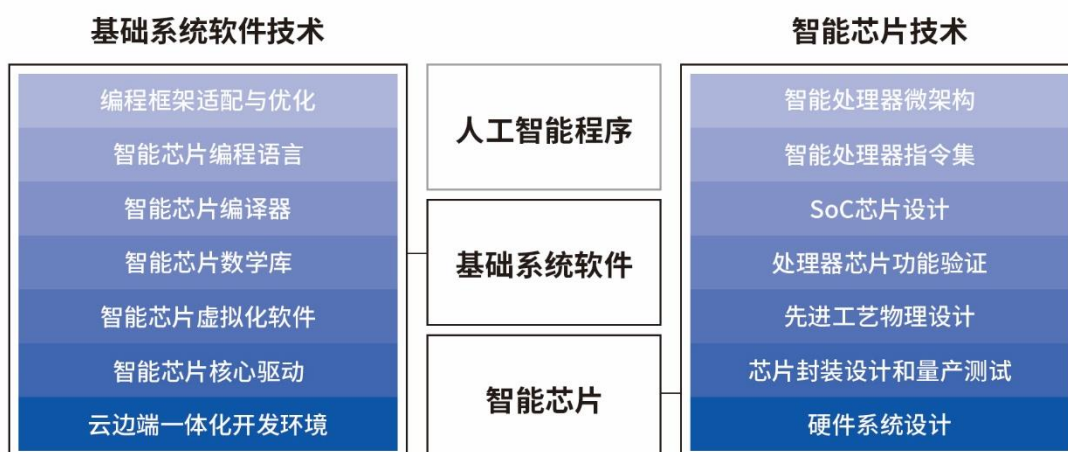 基础系统软件技术
编程框架适配与优化
智能芯片编程语言
智能芯片编译器
智能芯片数学库
智能芯片虚拟化软件
智能芯片核心驱动
云边端一体化开发环境
人工智能程序
基础系统软件
智能芯片
智能芯片技术
智能处理器微架构
智能处理器指令集
SoC芯片设计
处理器芯片功能验证
先进工艺物理设计
芯片封装设计和量产测试
硬件系统设计